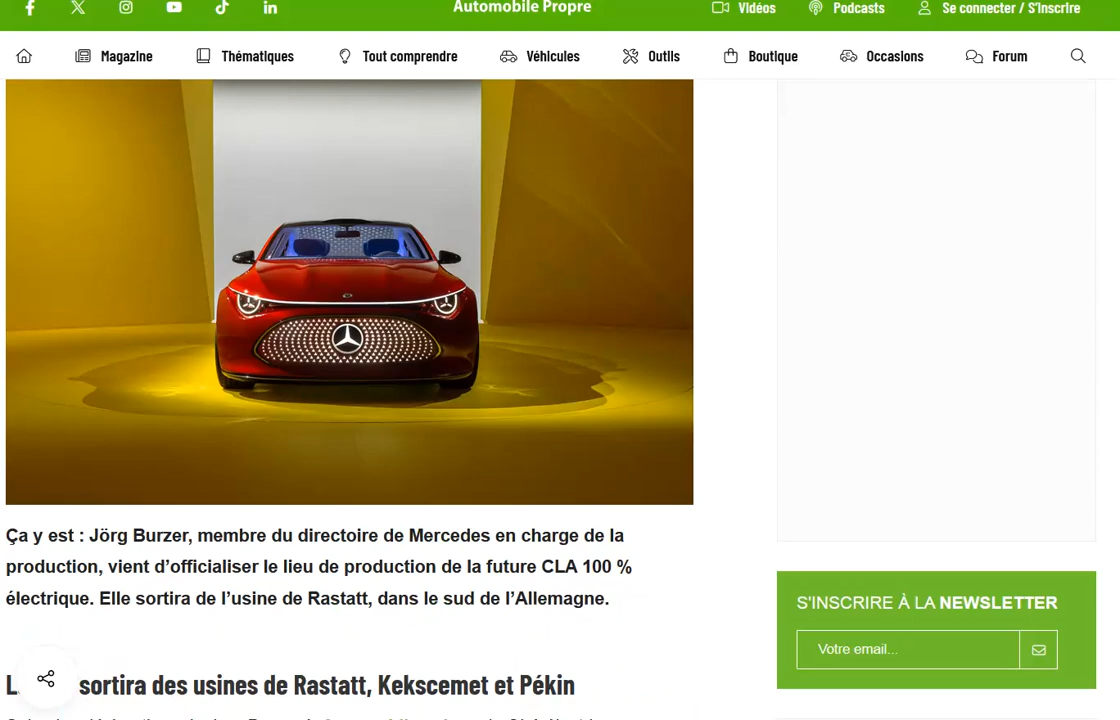 Automobile Propre
Vidéos
Podcasts
Se connecter / S'inscrire
Magazine
Thématiques
Tout comprendre
Véhicules
Outils
Boutique
Occasions
Forum
Ça y est : Jörg Burzer, membre du directoire de Mercedes en charge de la
production, vient d'officialiser le lieu de production de la future CLA 100 %
électrique. Elle sortira de l'usine de Rastatt, dans le sud de l'Allemagne.
S'INSCRIRE À LA NEWSLETTER
Votre email...
sortira des usines de Rastatt, Kekscemet et Pékin